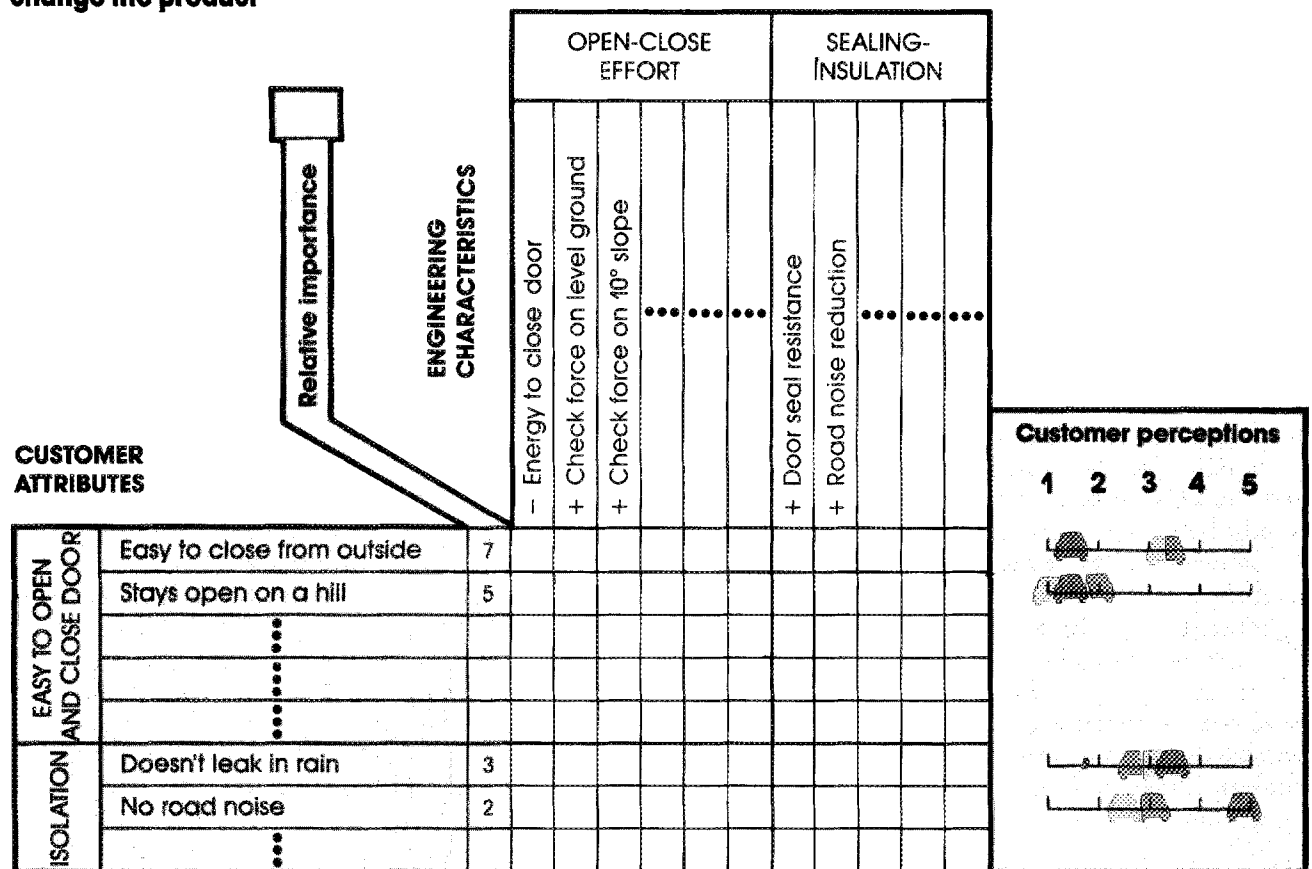 change the product
OPEN-CLOSE
EFFORT
SEALING-
INSULATION
Relative importance
ENGINEERING
CHARACTERISTICS
– Energy to close door
+ Check force on level ground
+ Check force on 10° slope
+ Door seal resistance
+ Road noise reduction
CUSTOMER
ATTRIBUTES
Customer perceptions
1 2 3 4 5
EASY TO OPEN
AND CLOSE DOOR
Easy to close from outside 7
Stays open on a hill 5
ISOLATION
Doesn't leak in rain 3
No road noise 2